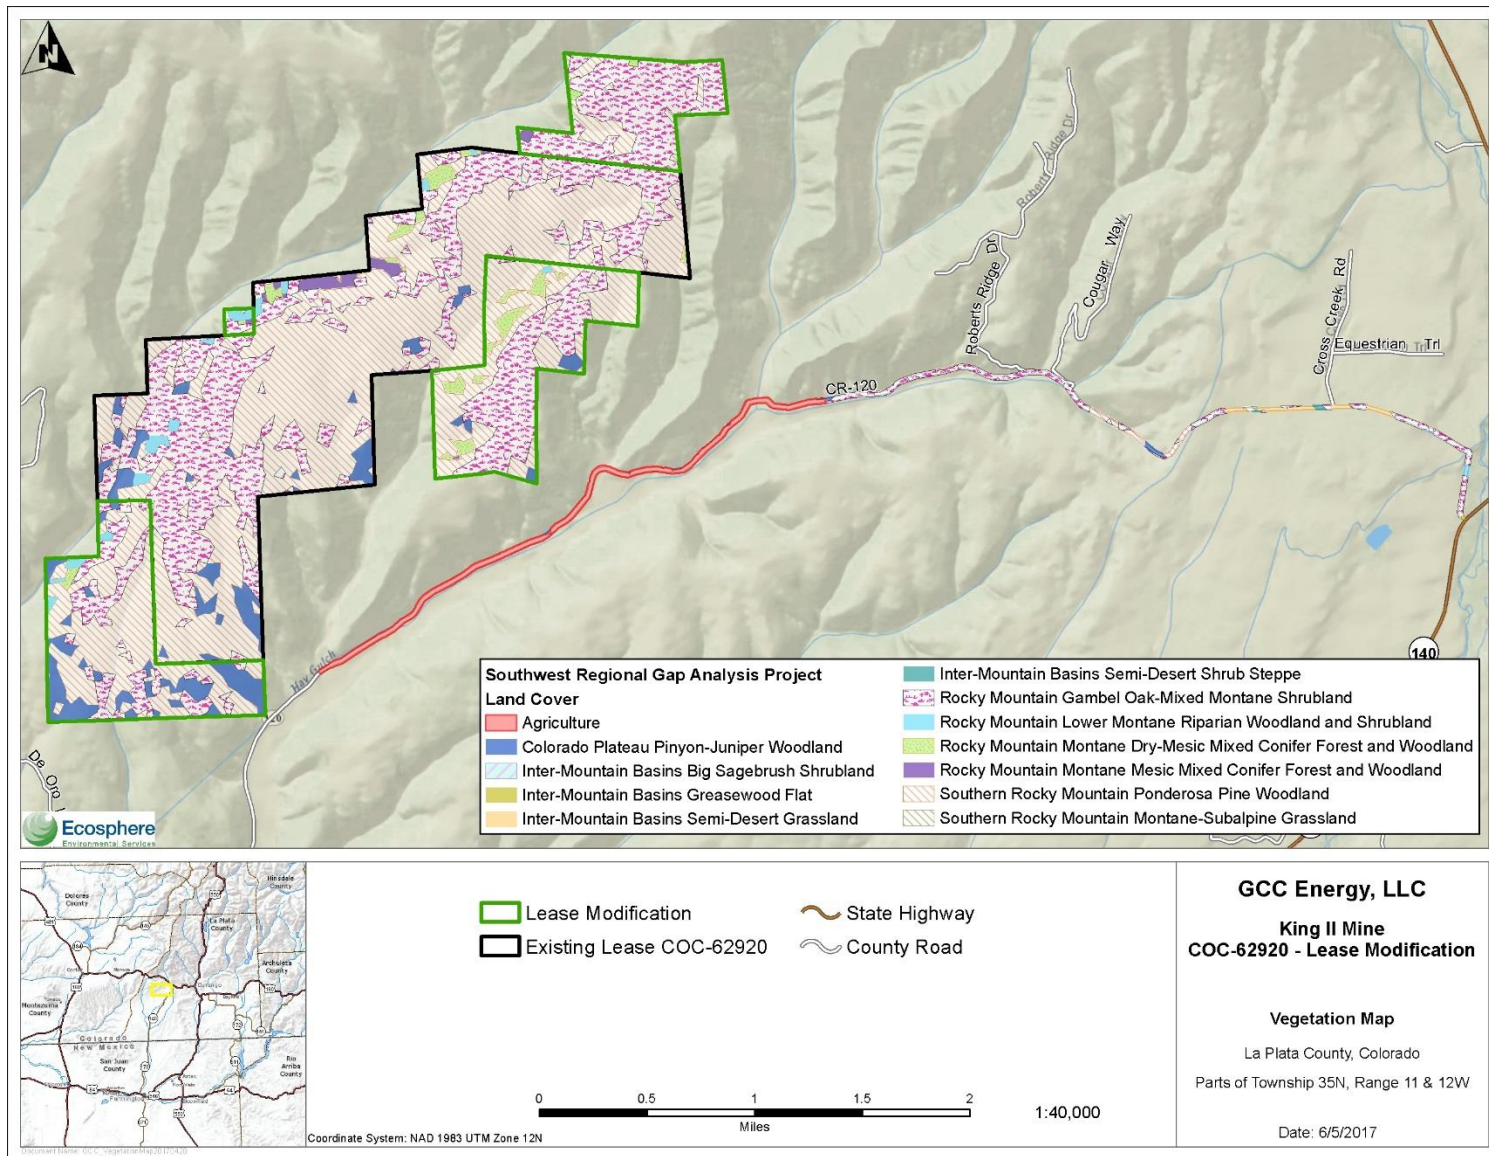 N
Roberts Ridge Dr
Roberts Ridge Dr
Cougar Way
Cross Creek Rd
Equestrian Trl
CR-120
Hay Gulch
140
De Oro
Ecosphere
Environmental Services
Southwest Regional Gap Analysis Project
Land Cover
Agriculture
Colorado Plateau Pinyon-Juniper Woodland
Inter-Mountain Basins Big Sagebrush Shrubland
Inter-Mountain Basins Greasewood Flat
Inter-Mountain Basins Semi-Desert Grassland
Inter-Mountain Basins Semi-Desert Shrub Steppe
Rocky Mountain Gambel Oak-Mixed Montane Shrubland
Rocky Mountain Lower Montane Riparian Woodland and Shrubland
Rocky Mountain Montane Dry-Mesic Mixed Conifer Forest and Woodland
Rocky Mountain Montane Mesic Mixed Conifer Forest and Woodland
Southern Rocky Mountain Ponderosa Pine Woodland
Southern Rocky Mountain Montane-Subalpine Grassland
Dolores
County
Hinsdale
County
La Plata
County
Archuleta
County
Montezuma
County
Durango
Colorado
New Mexico
San Juan
County
Rio
Arriba
County
Farmington
Lease Modification
Existing Lease COC-62920
State Highway
County Road
0 0.5 1 1.5 2
Miles
1:40,000
Coordinate System: NAD 1983 UTM Zone 12N
GCC Energy, LLC
King II Mine
COC-62920 - Lease Modification
Vegetation Map
La Plata County, Colorado
Parts of Township 35N, Range 11 & 12W
Date: 6/5/2017
Document Name: GCC_VegetationMap20170420